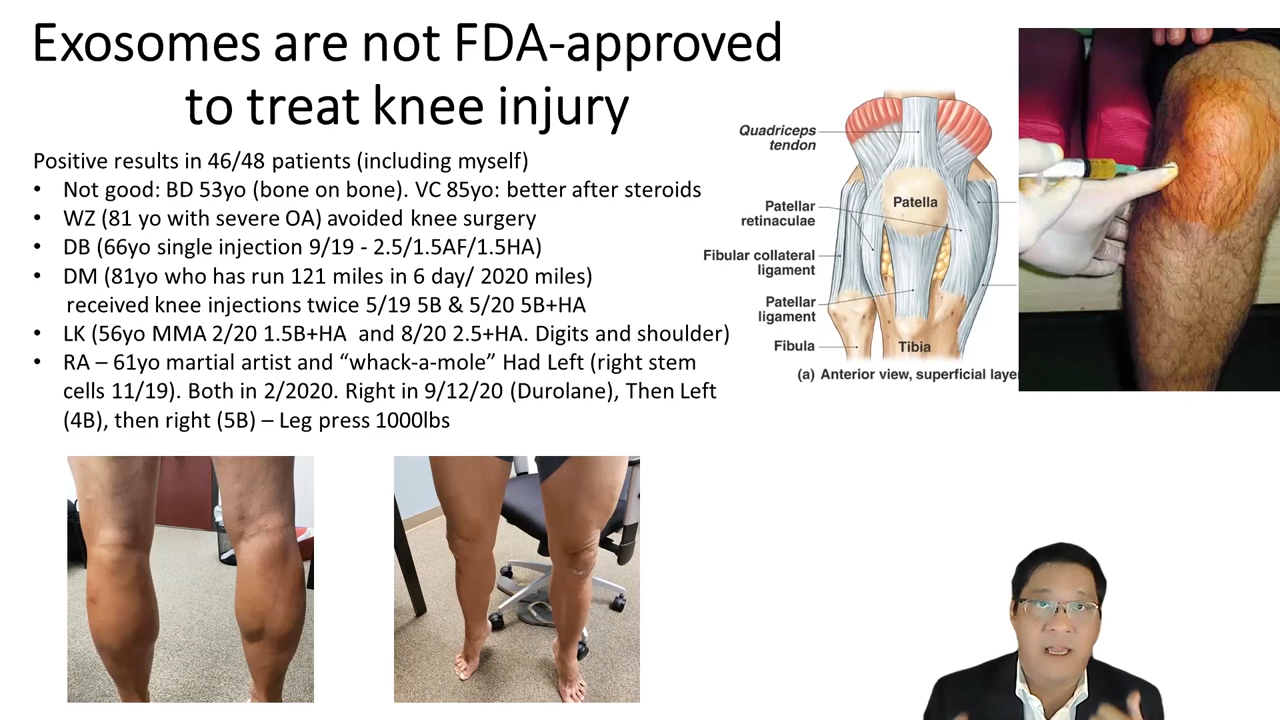 Exosomes are not FDA-approved
to treat knee injury
Positive results in 46/48 patients (including myself)
• Not good: BD 53yo (bone on bone). VC 85yo: better after steroids
• WZ (81 yo with severe OA) avoided knee surgery
• DB (66yo single injection 9/19 - 2.5/1.5AF/1.5HA)
• DM (81yo who has run 121 miles in 6 day/ 2020 miles)
received knee injections twice 5/19 5B & 5/20 5B+HA
• LK (56yo MMA 2/20 1.5B+HA and 8/20 2.5+HA. Digits and shoulder)
• RA – 61yo martial artist and “whack-a-mole” Had Left (right stem
cells 11/19). Both in 2/2020. Right in 9/12/20 (Durolane), Then Left
(4B), then right (5B) – Leg press 1000lbs
Quadriceps
tendon
Patella
Patellar
retinaculae
Fibular collateral
ligament
Patellar
ligament
Fibula
Tibia
(a) Anterior view, superficial laye